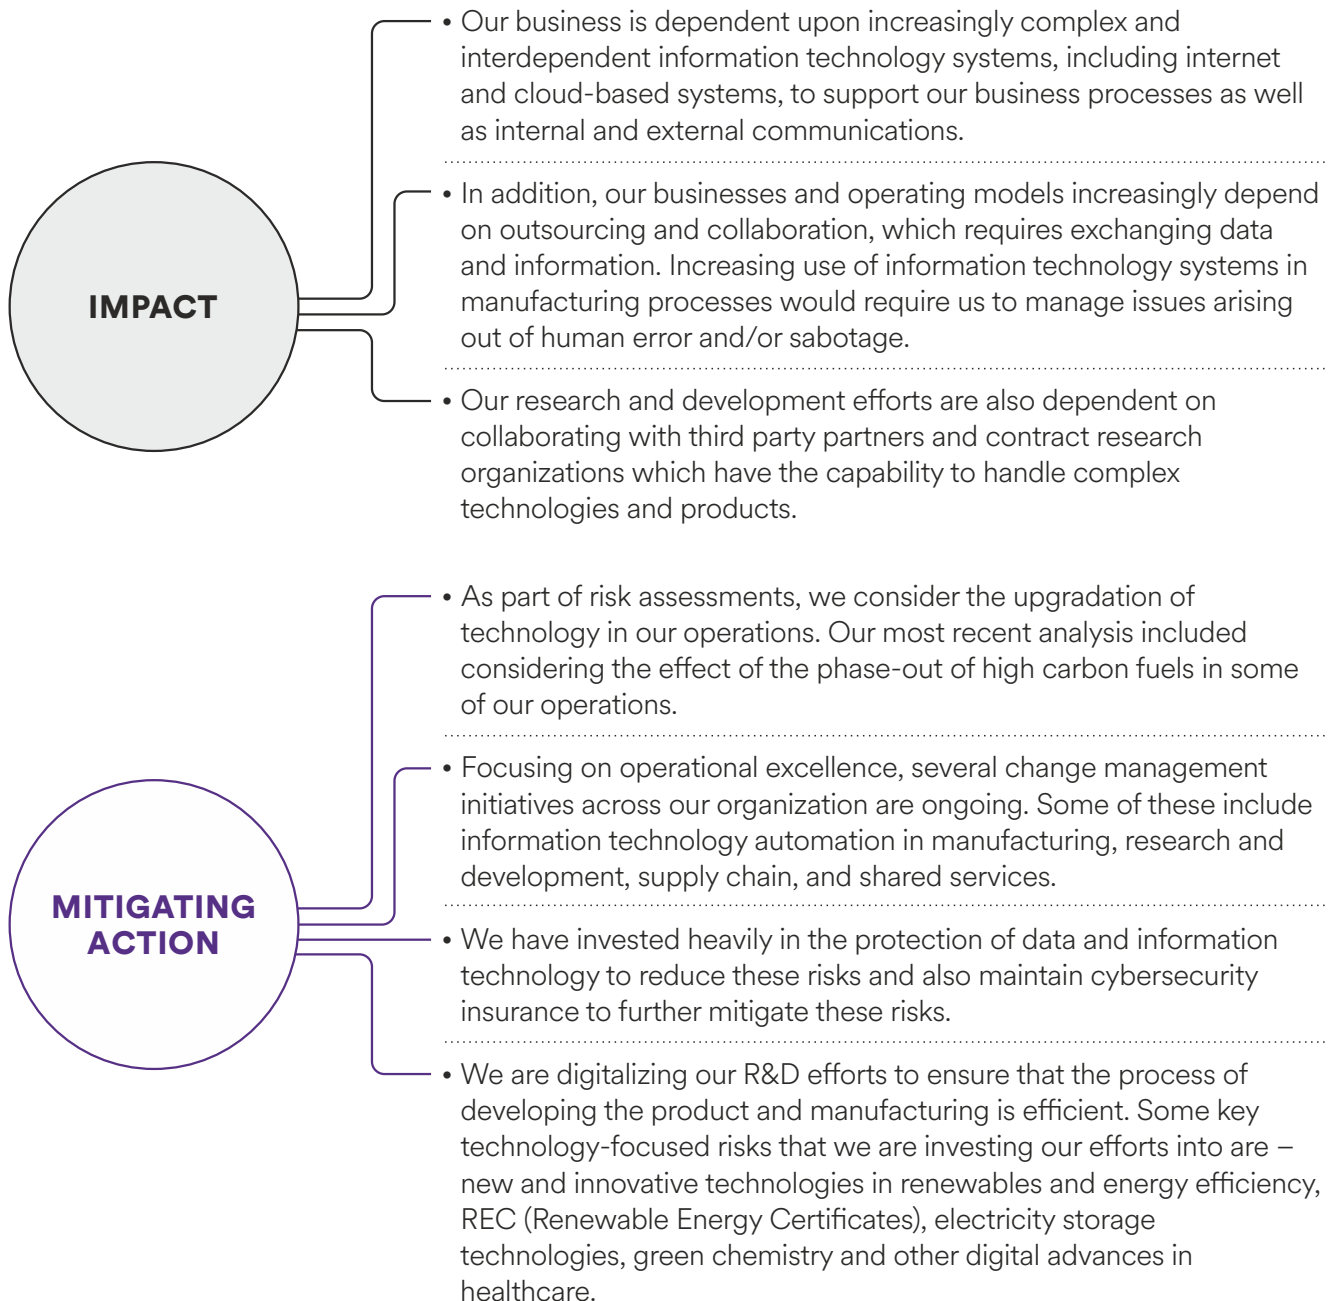 IMPACT
• Our business is dependent upon increasingly complex and
interdependent information technology systems, including internet
and cloud-based systems, to support our business processes as well
as internal and external communications.
• In addition, our businesses and operating models increasingly depend
on outsourcing and collaboration, which requires exchanging data
and information. Increasing use of information technology systems in
manufacturing processes would require us to manage issues arising
out of human error and/or sabotage.
• Our research and development efforts are also dependent on
collaborating with third party partners and contract research
organizations which have the capability to handle complex
technologies and products.
MITIGATING
ACTION
• As part of risk assessments, we consider the upgradation of
technology in our operations. Our most recent analysis included
considering the effect of the phase-out of high carbon fuels in some
of our operations.
• Focusing on operational excellence, several change management
initiatives across our organization are ongoing. Some of these include
information technology automation in manufacturing, research and
development, supply chain, and shared services.
• We have invested heavily in the protection of data and information
technology to reduce these risks and also maintain cybersecurity
insurance to further mitigate these risks.
• We are digitalizing our R&D efforts to ensure that the process of
developing the product and manufacturing is efficient. Some key
technology-focused risks that we are investing our efforts into are –
new and innovative technologies in renewables and energy efficiency,
REC (Renewable Energy Certificates), electricity storage
technologies, green chemistry and other digital advances in
healthcare.